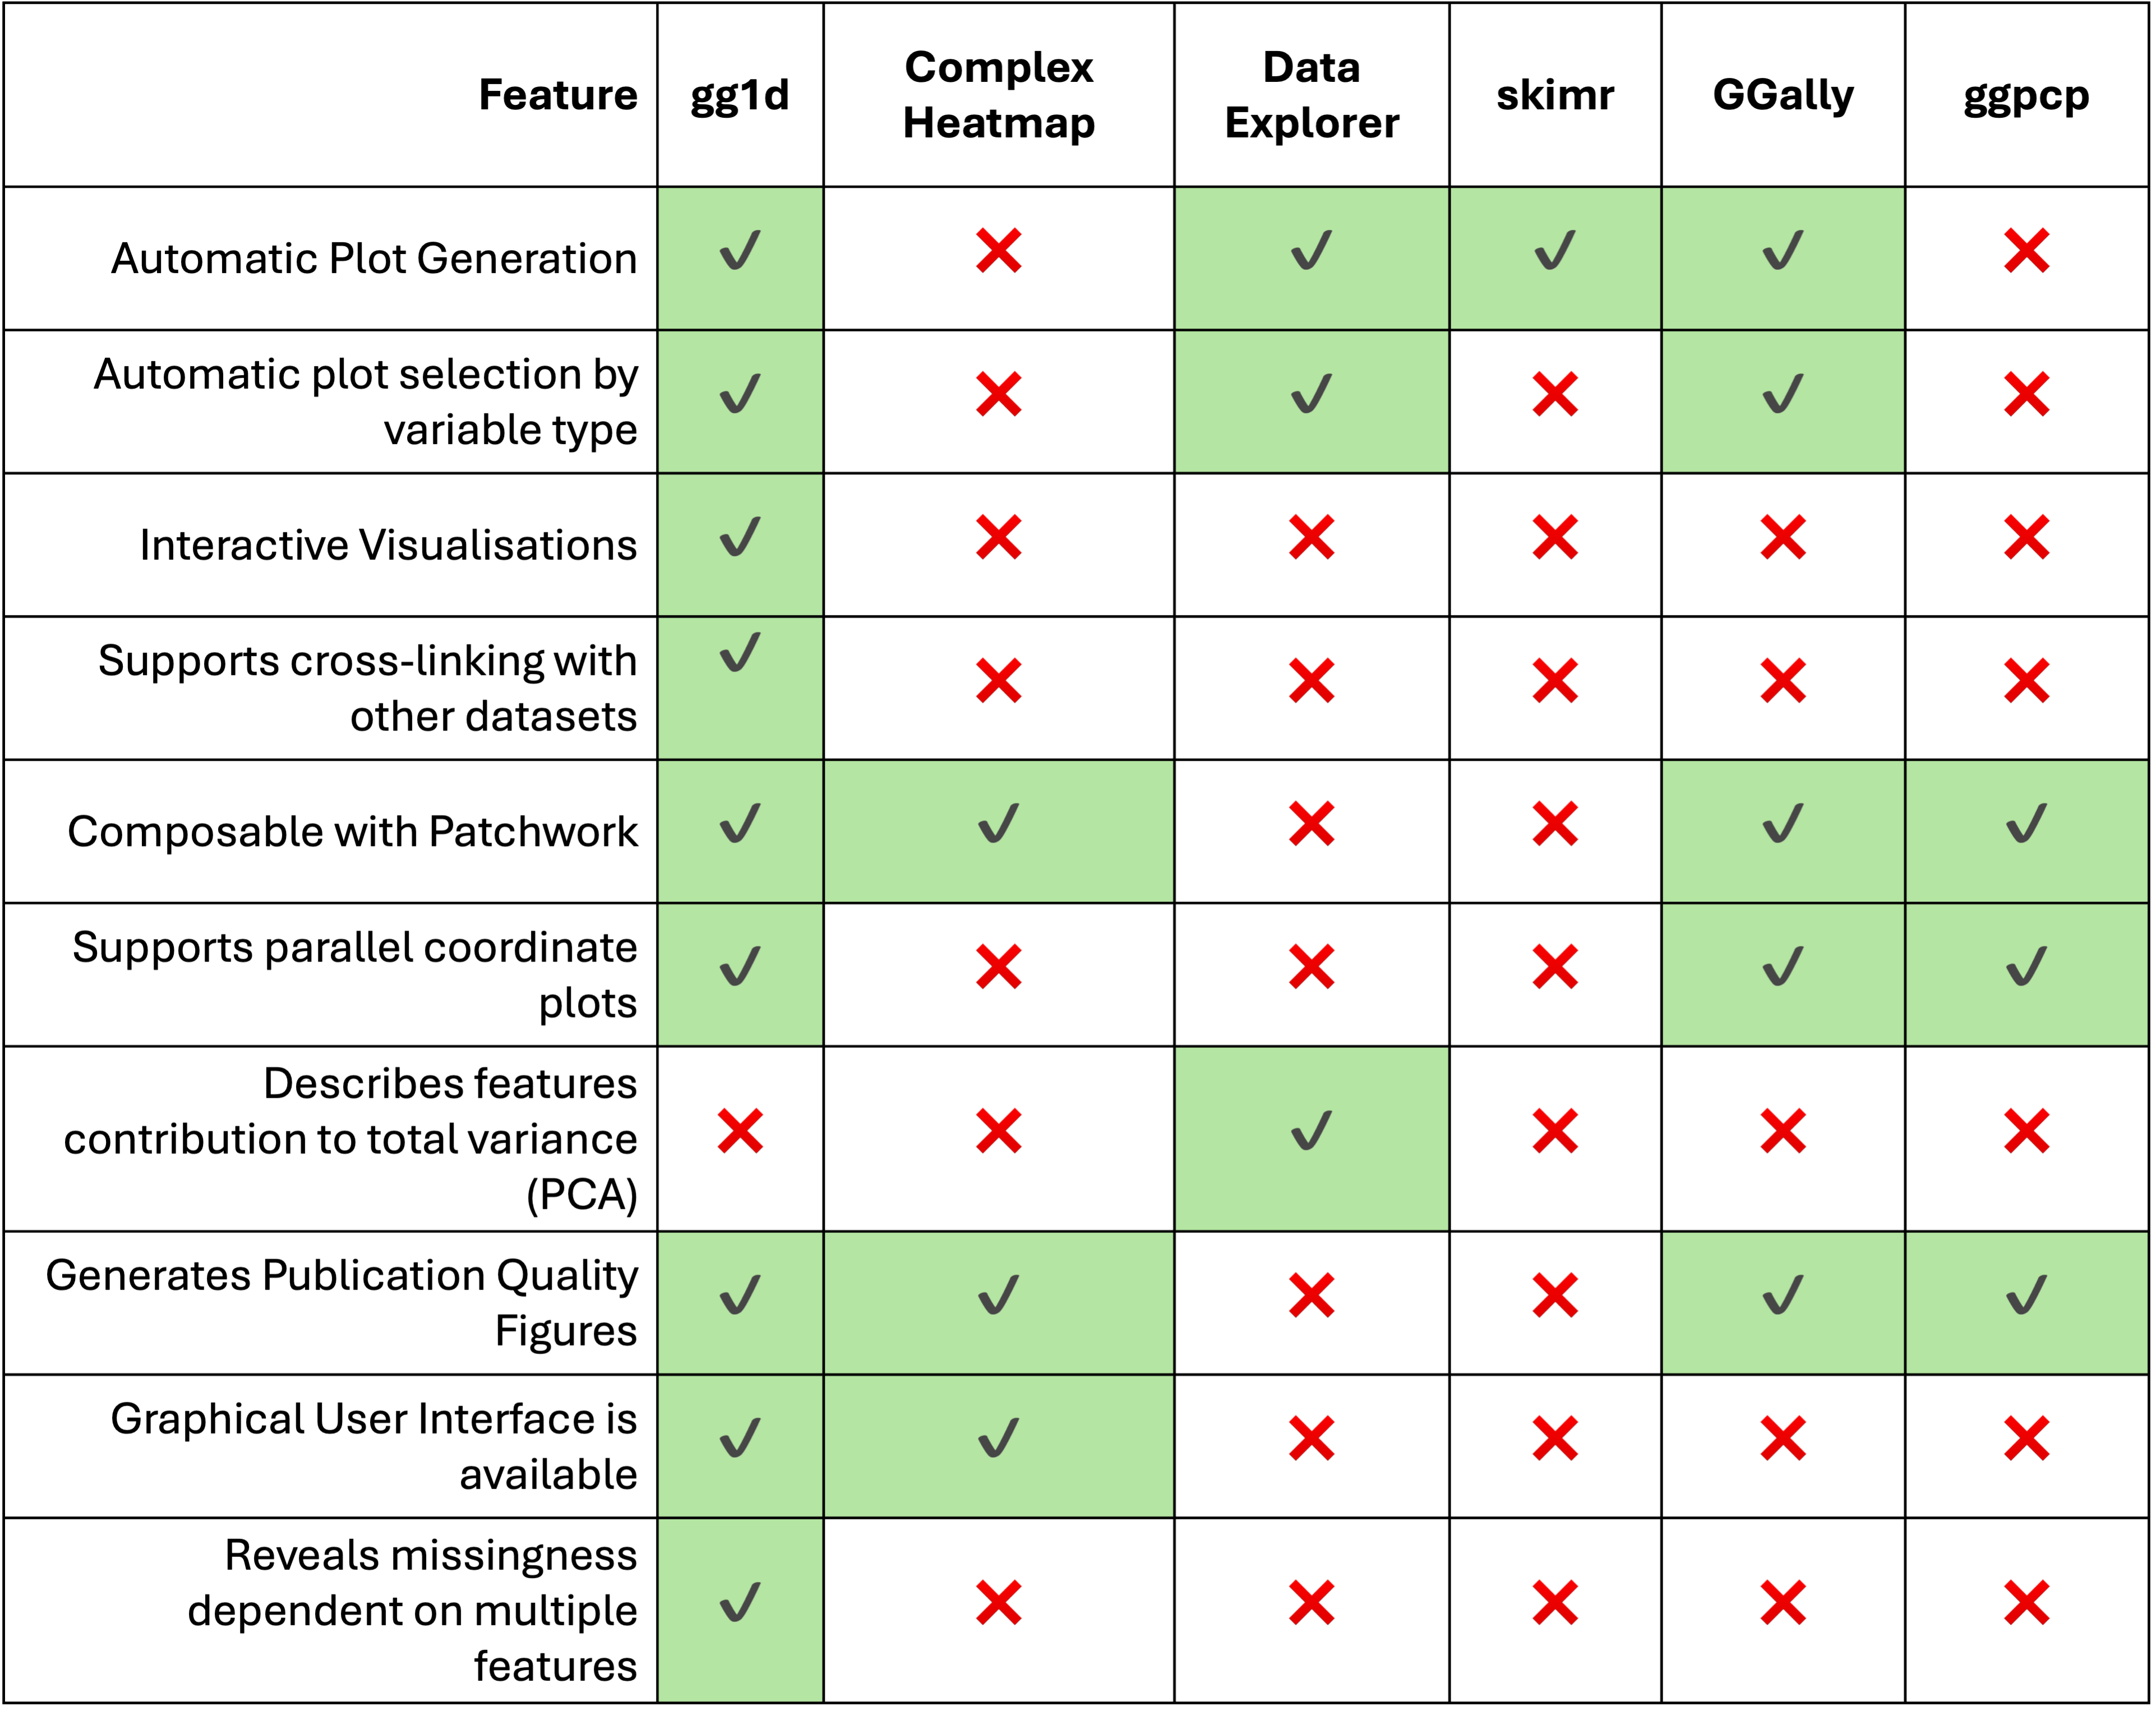 Feature gg1d Complex Heatmap Data Explorer skimr GGally ggpcp
Automatic Plot Generation ✓ ✕ ✓ ✓ ✓ ✕
Automatic plot selection by
variable type ✓ ✕ ✓ ✕ ✓ ✕
Interactive Visualisations ✓ ✕ ✕ ✕ ✕ ✕
Supports cross-linking with
other datasets ✓ ✕ ✕ ✕ ✕ ✕
Composable with Patchwork ✓ ✓ ✕ ✕ ✓ ✓
Supports parallel coordinate
plots ✓ ✕ ✕ ✕ ✓ ✓
Describes features
contribution to total variance
(PCA) ✕ ✕ ✓ ✕ ✕ ✕
Generates Publication Quality
Figures ✓ ✓ ✕ ✕ ✓ ✓
Graphical User Interface is
available ✓ ✓ ✕ ✕ ✕ ✕
Reveals missingness
dependent on multiple
features ✓ ✕ ✕ ✕ ✕ ✕